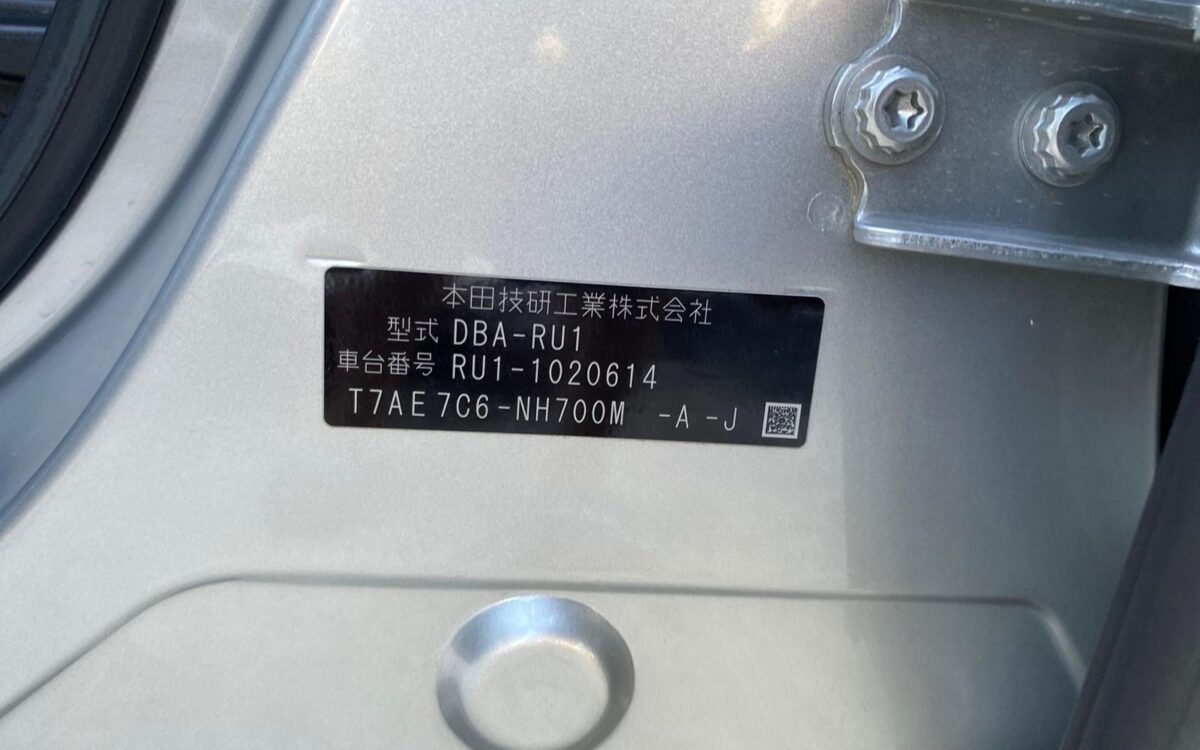 本田技研工業株式会社
型式 DBA-RU1
車台番号 RU1-1020614
T7AE7C6-NH700M -A -J